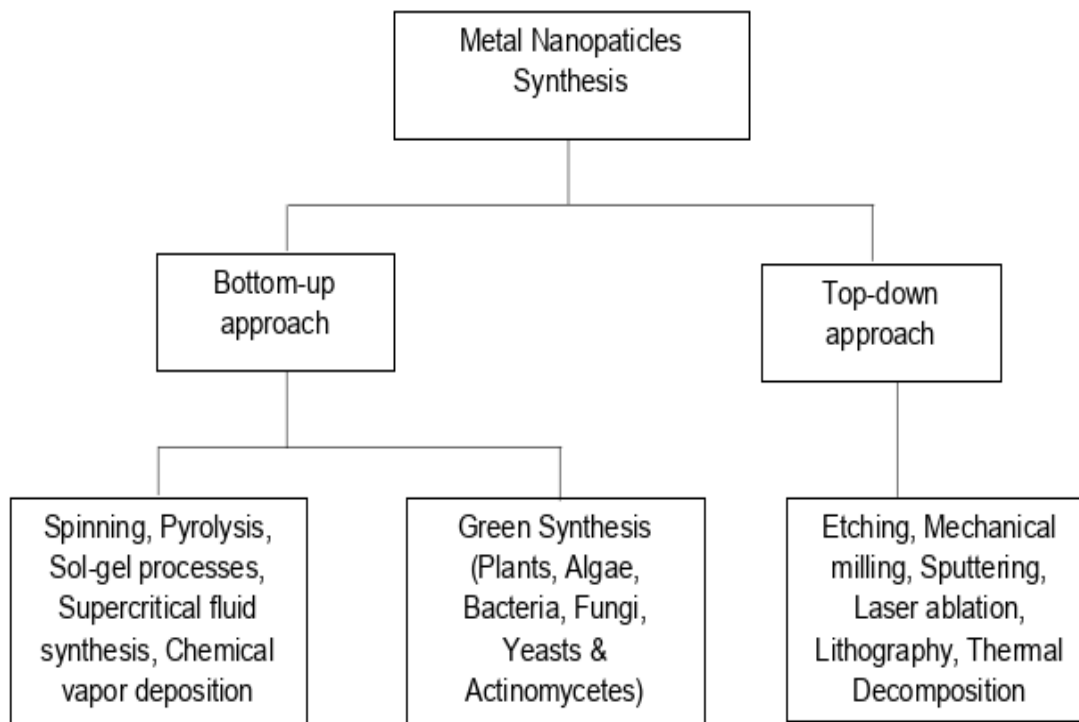 Metal Nanopaticles
Synthesis
Bottom-up
approach
Top-down
approach
Spinning, Pyrolysis,
Sol-gel processes,
Supercritical fluid
synthesis, Chemical
vapor deposition
Green Synthesis
(Plants, Algae,
Bacteria, Fungi,
Yeasts &
Actinomycetes)
Etching, Mechanical
milling, Sputtering,
Laser ablation,
Lithography, Thermal
Decomposition